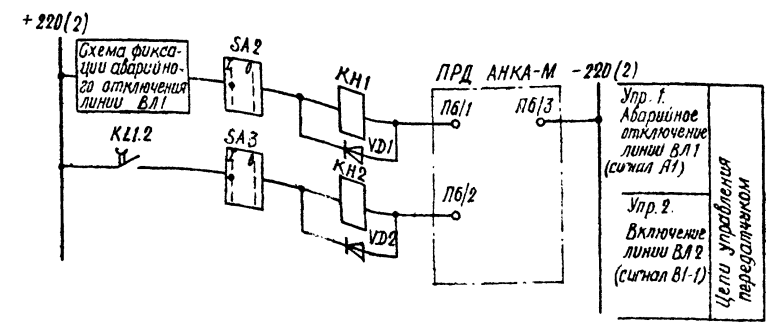 +220(2)
Схема фикса-
ции аварийно-
го отключения
линии ВЛ1
SA2
KH1
VD1
KL1.2
SA3
KH2
VD2
ПРД АНКА-М
П6/1
П6/3
П6/2
-220(2)
Упр. 1.
Аварийное
отключение
линии ВЛ1
(сигнал А1)
Упр. 2.
Включение
линии ВЛ2
(сигнал В1-1)
Цепи управления
передатчиком